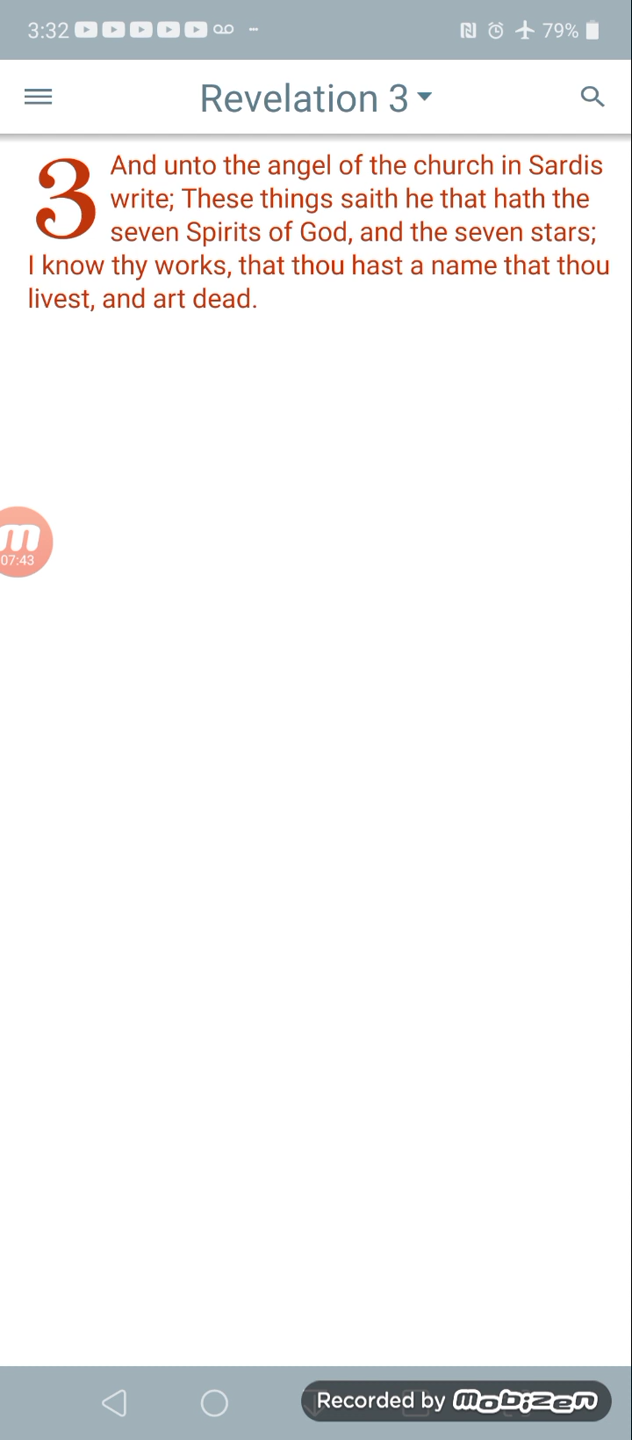 3:32 79%
Revelation 3
3 And unto the angel of the church in Sardis
write; These things saith he that hath the
seven Spirits of God, and the seven stars;
I know thy works, that thou hast a name that thou
livest, and art dead.
m
07:43
Recorded by mobizen